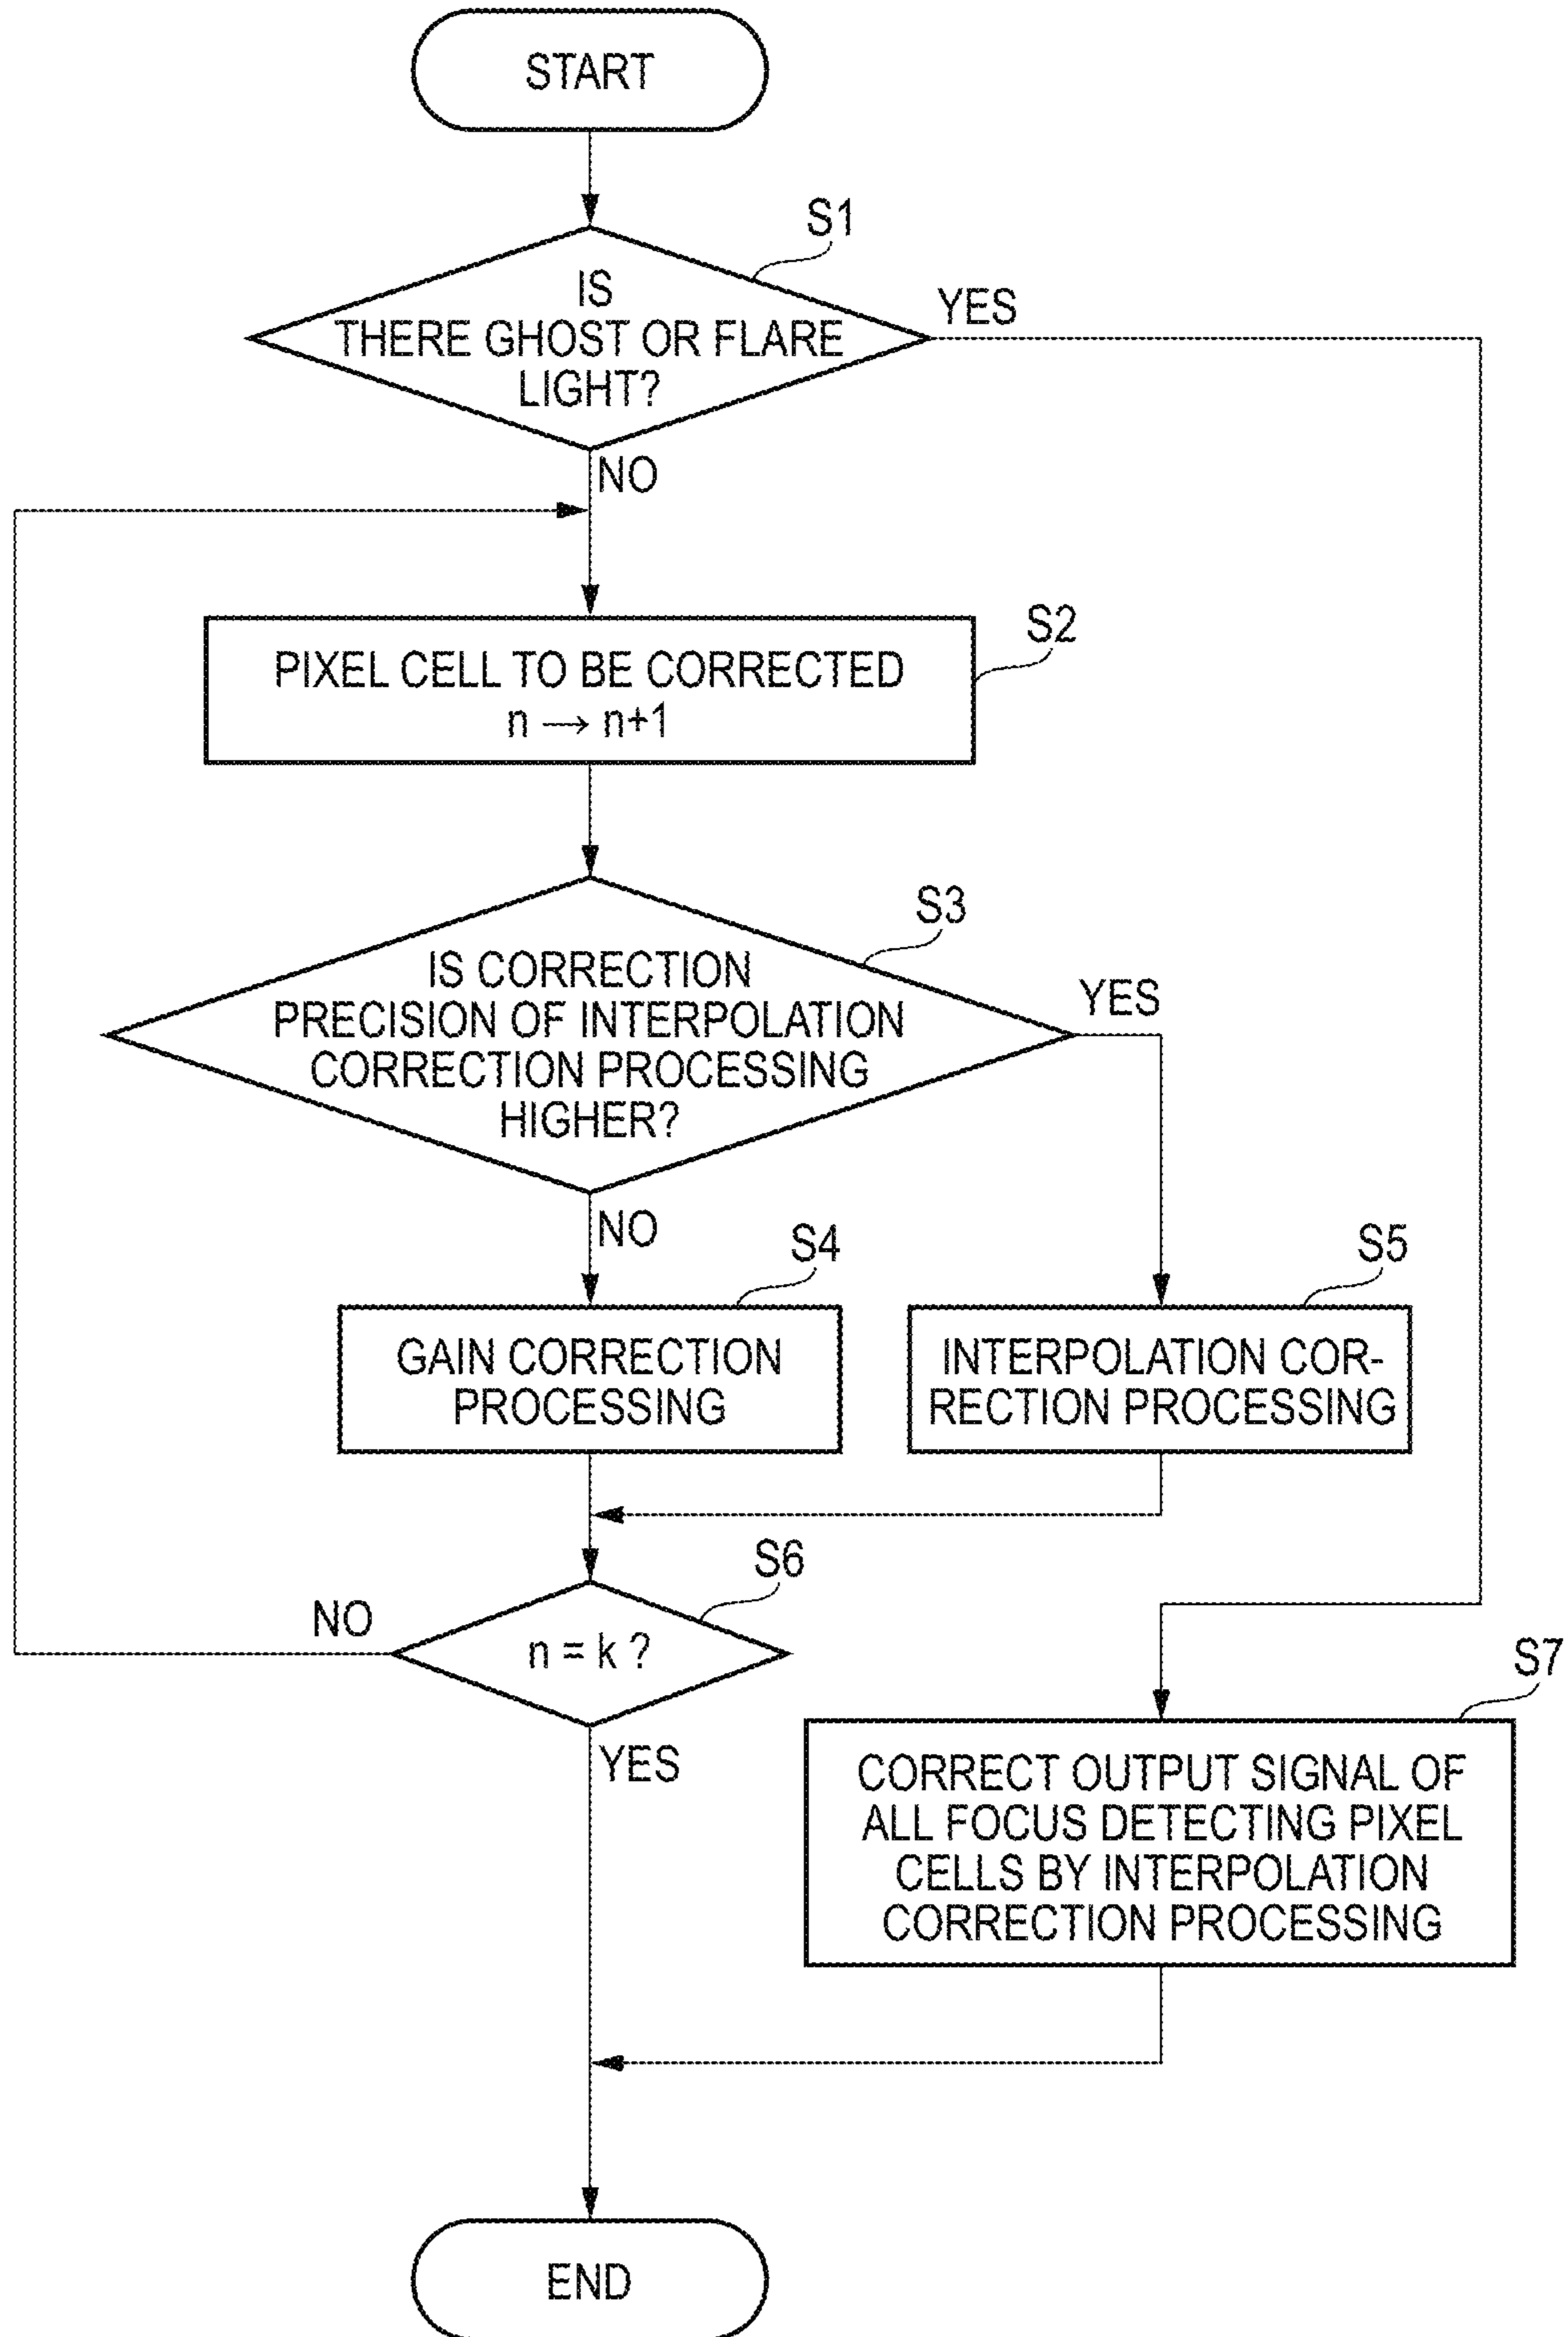 START
S1
IS
THERE GHOST OR FLARE
LIGHT?
YES
NO
S2
PIXEL CELL TO BE CORRECTED
n → n+1
S3
IS CORRECTION
PRECISION OF INTERPOLATION
CORRECTION PROCESSING
HIGHER?
YES
NO
S4
GAIN CORRECTION
PROCESSING
S5
INTERPOLATION COR-
RECTION PROCESSING
S6
n = k ?
NO
YES
S7
CORRECT OUTPUT SIGNAL OF
ALL FOCUS DETECTING PIXEL
CELLS BY INTERPOLATION
CORRECTION PROCESSING
END